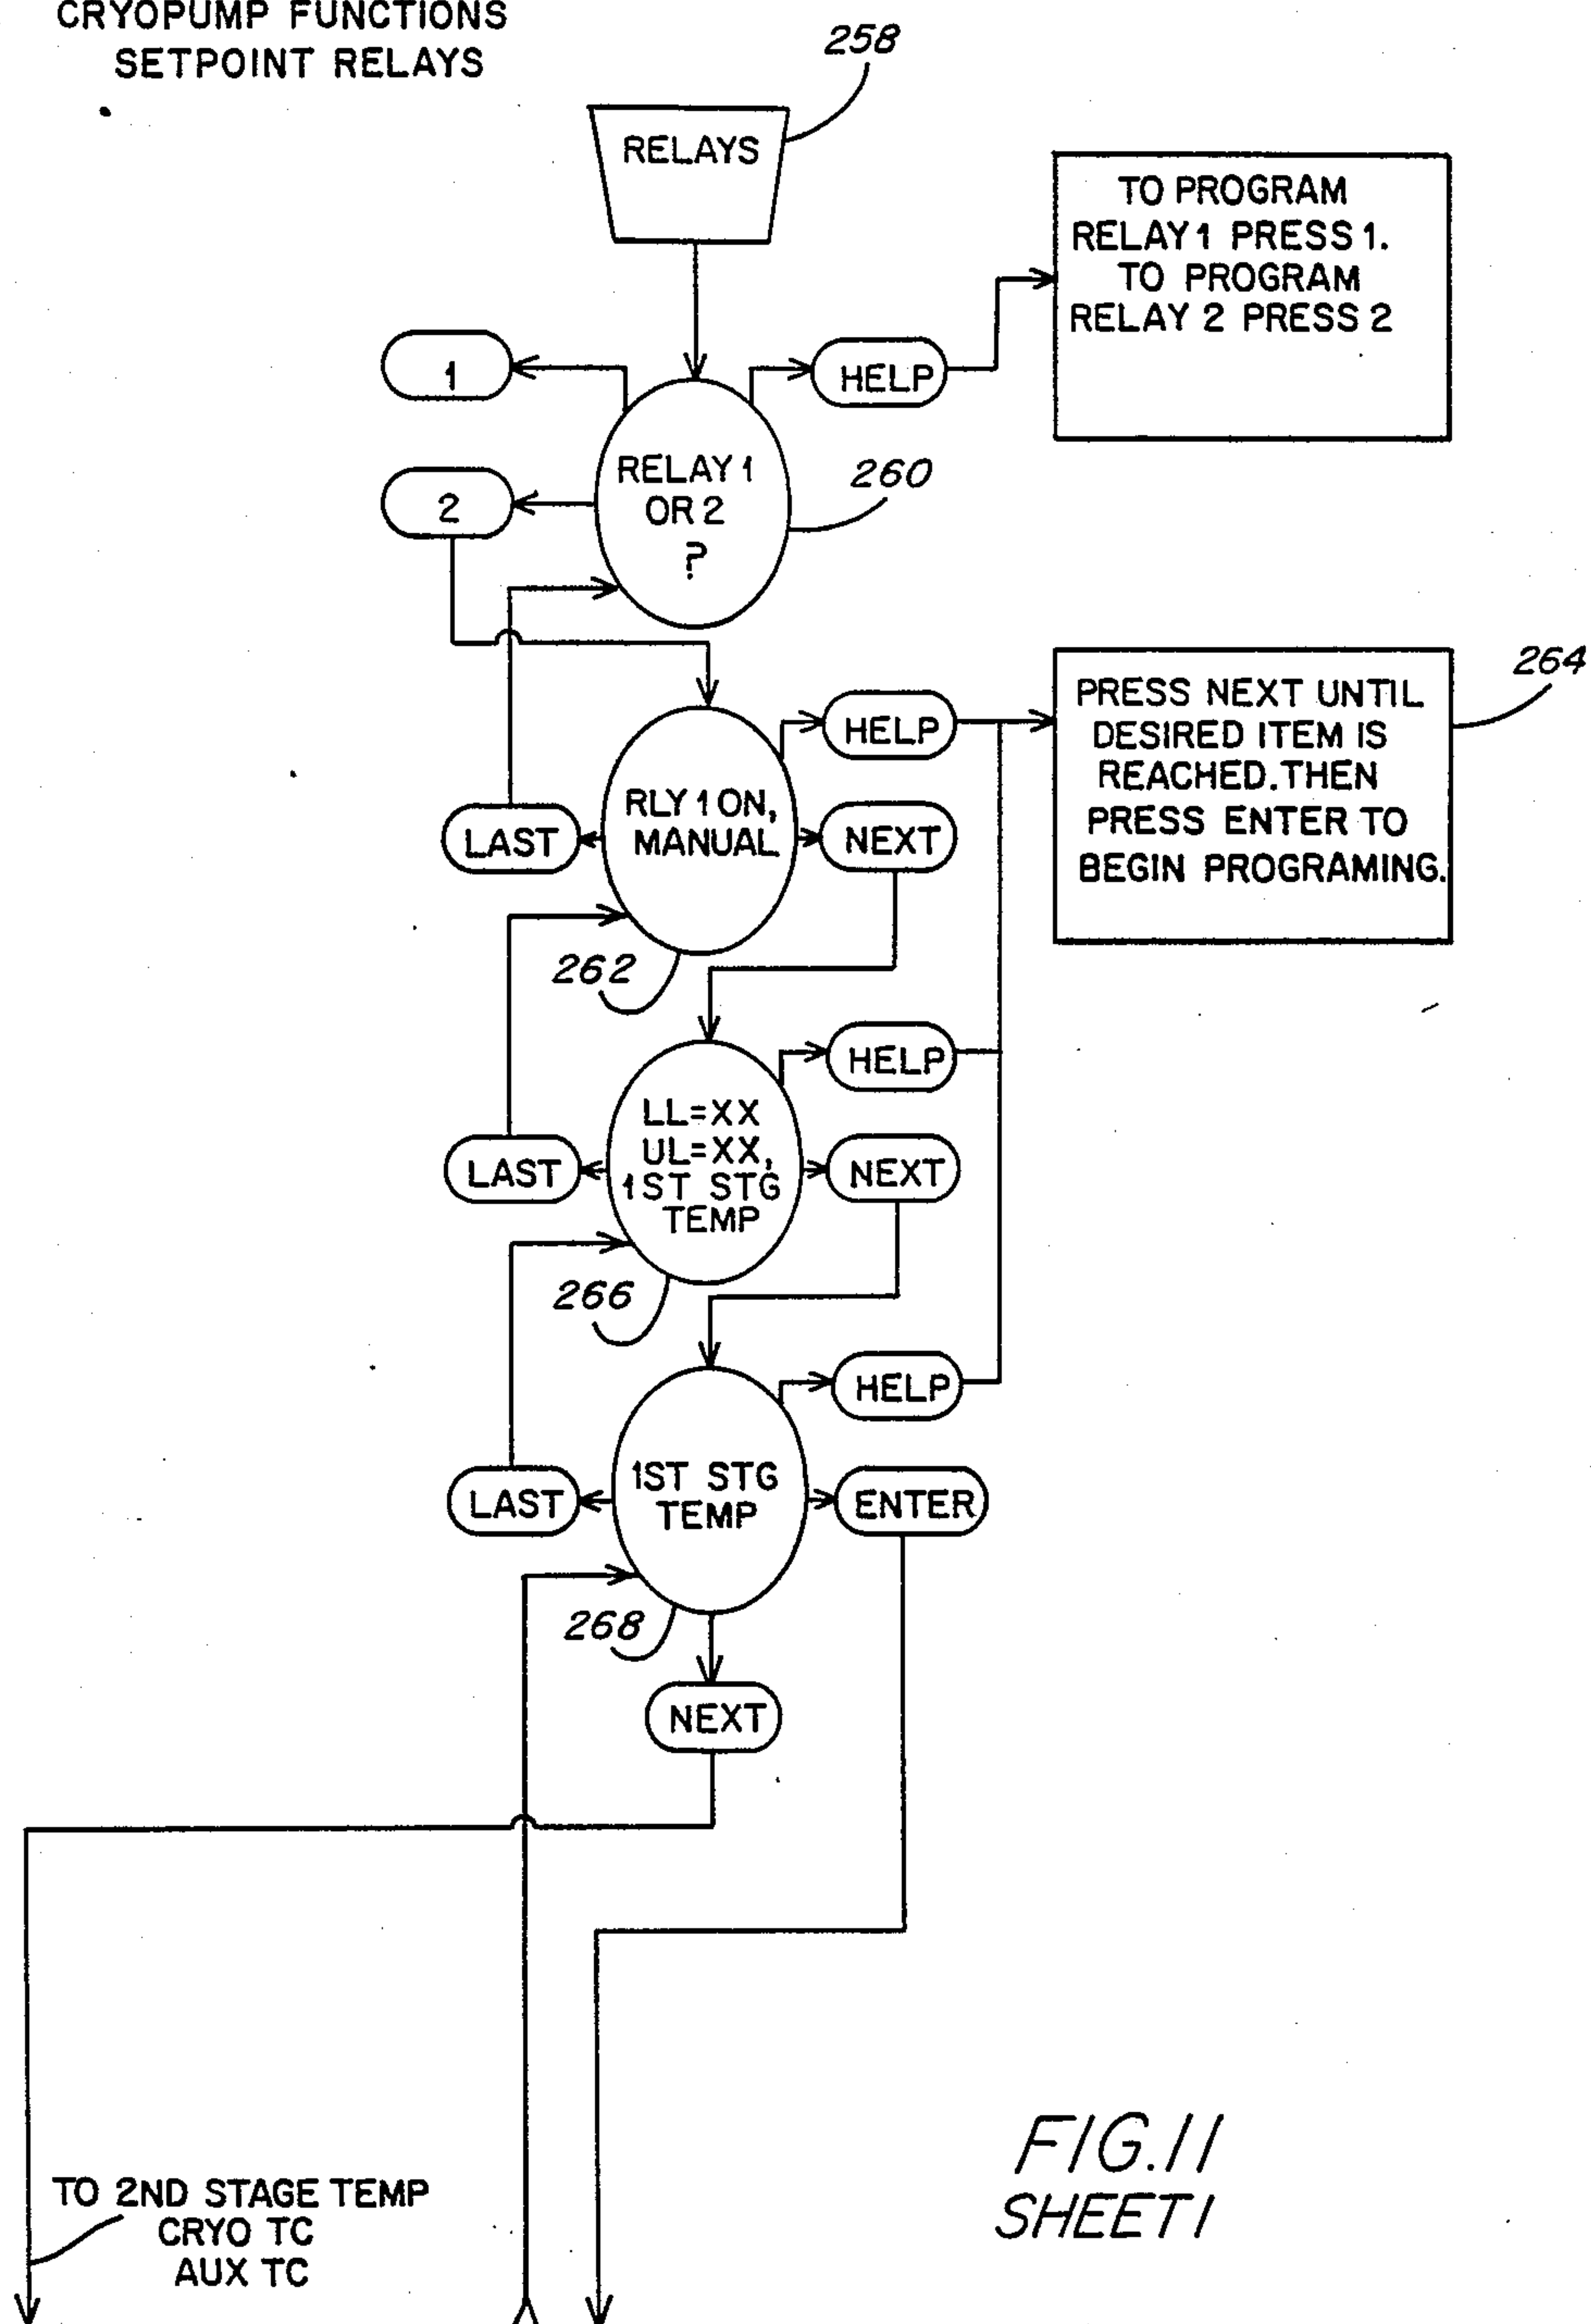 CRYOPUMP FUNCTIONS
SETPOINT RELAYS
258
RELAYS
TO PROGRAM
RELAY 1 PRESS 1.
TO PROGRAM
RELAY 2 PRESS 2
1
HELP
2
RELAY 1
OR 2
?
260
264
PRESS NEXT UNTIL
DESIRED ITEM IS
REACHED. THEN
PRESS ENTER TO
BEGIN PROGRAMING.
HELP
LAST
RLY 1 ON,
MANUAL
NEXT
262
HELP
LAST
LL=XX
UL=XX,
1ST STG
TEMP
NEXT
266
HELP
LAST
1ST STG
TEMP
ENTER
268
NEXT
TO 2ND STAGE TEMP
CRYO TC
AUX TC
FIG. 11
SHEET 1